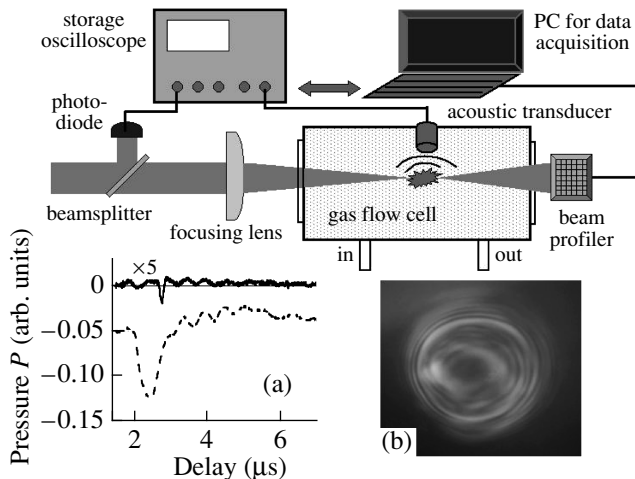 storage
oscilloscope
PC for data
acquisition
photo-
diode
acoustic transducer
beamsplitter
focusing lens
gas flow cell
beam
profiler
in
out
×5
0
−0.05
−0.10
−0.15
Pressure P (arb. units)
(a)
2
4
6
Delay (μs)
(b)